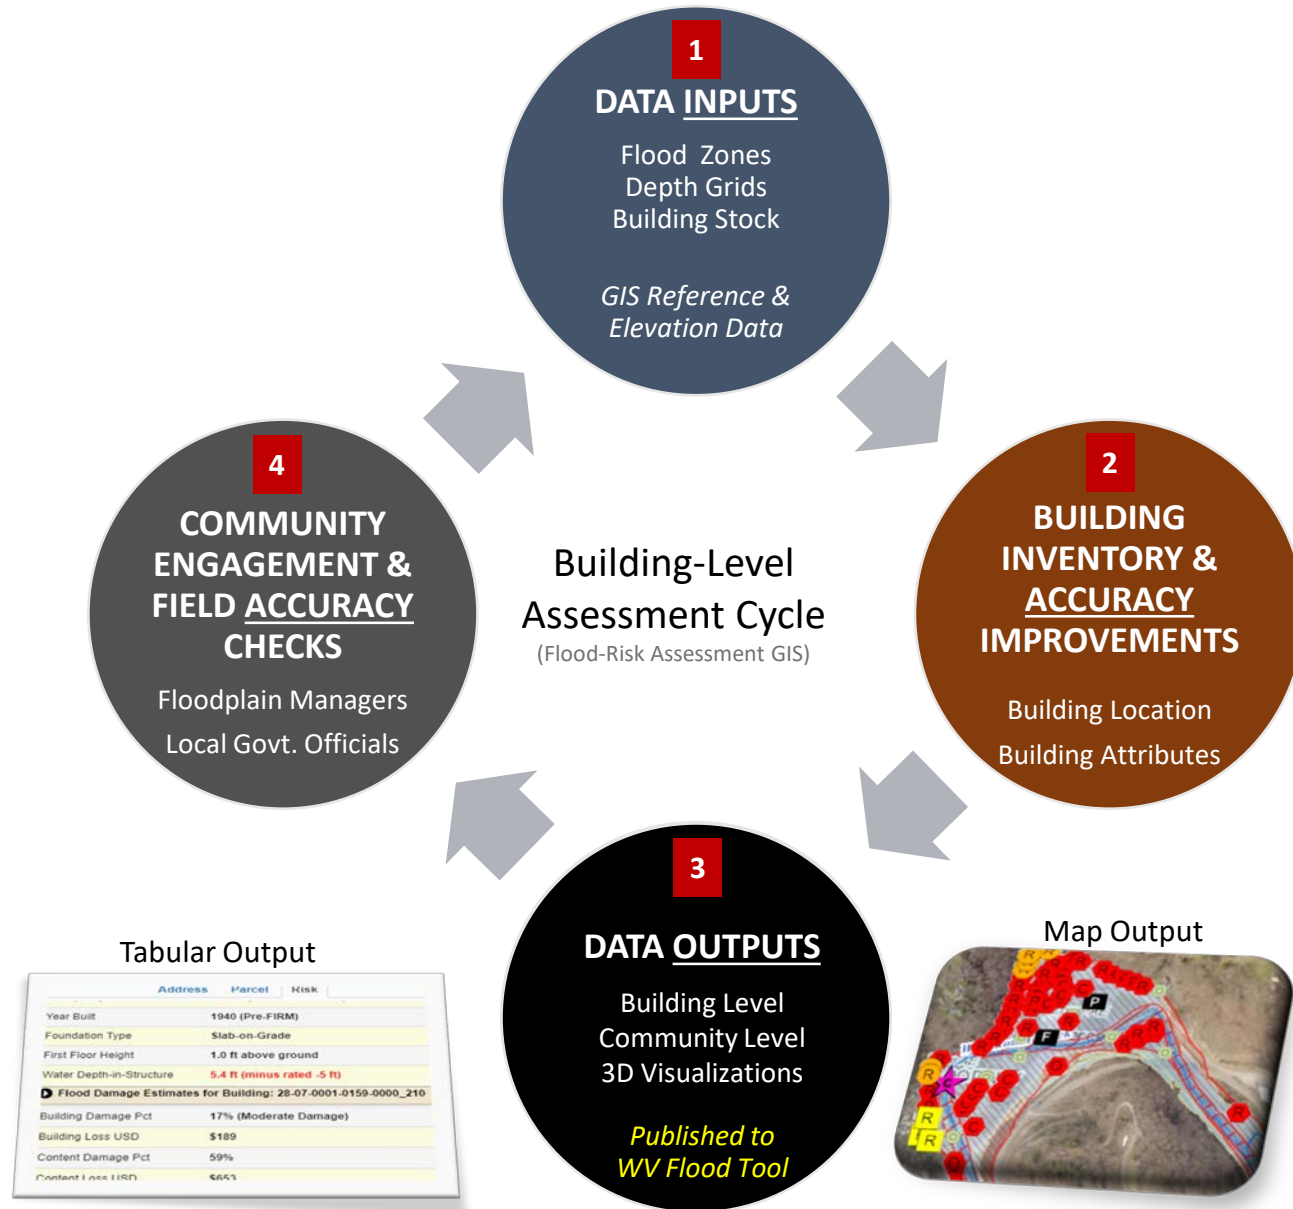 1
DATA INPUTS
Flood Zones
Depth Grids
Building Stock
GIS Reference &
Elevation Data
2
BUILDING
INVENTORY &
ACCURACY
IMPROVEMENTS
Building Location
Building Attributes
3
DATA OUTPUTS
Building Level
Community Level
3D Visualizations
Published to
WV Flood Tool
4
COMMUNITY
ENGAGEMENT &
FIELD ACCURACY
CHECKS
Floodplain Managers
Local Govt. Officials
Building-Level
Assessment Cycle
(Flood-Risk Assessment GIS)
Tabular Output
Address Parcel Risk
Year Built 1940 (Pre-FIRM)
Foundation Type Slab-on-Grade
First Floor Height 1.0 ft above ground
Water Depth-in-Structure 5.4 ft (minus rated -5 ft)
Flood Damage Estimates for Building: 28-07-0001-0159-0000_210
Building Damage Pct 17% (Moderate Damage)
Building Loss USD $189
Content Damage Pct 59%
Content Loss USD $653
Map Output
P
F
R
C
R
R
R
O
O
C
R